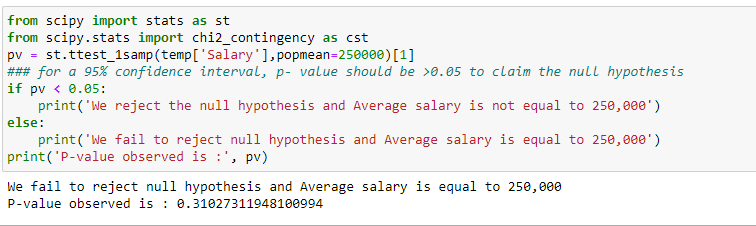 from scipy import stats as st
from scipy.stats import chi2_contingency as cst
pv = st.ttest_1samp(temp['Salary'],popmean=250000)[1]
### for a 95% confidence interval, p- value should be >0.05 to claim the null hypothesis
if pv < 0.05:
    print('We reject the null hypothesis and Average salary is not equal to 250,000')
else:
    print('We fail to reject null hypothesis and Average salary is equal to 250,000')
print('P-value observed is :', pv)
We fail to reject null hypothesis and Average salary is equal to 250,000
P-value observed is : 0.31027311948100994